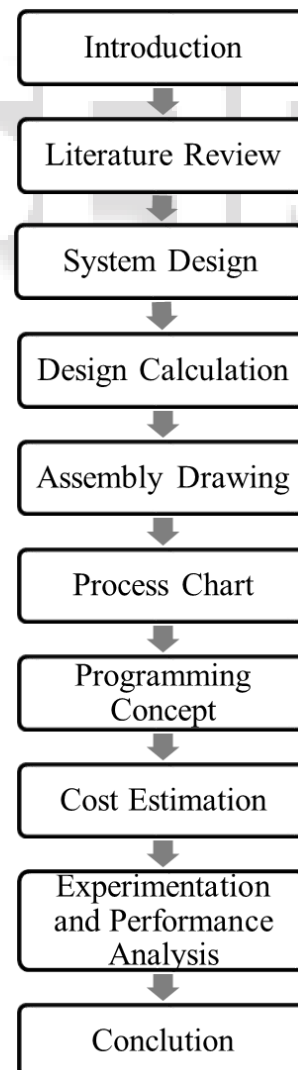 Introduction
Literature Review
System Design
Design Calculation
Assembly Drawing
Process Chart
Programming
Concept
Cost Estimation
Experimentation
and Performance
Analysis
Conclution